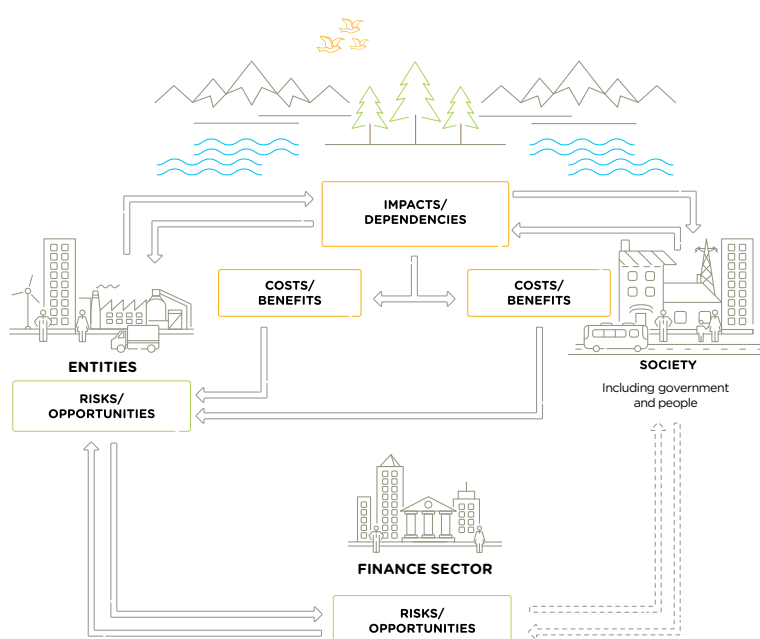 IMPACTS/
DEPENDENCIES
COSTS/
BENEFITS
COSTS/
BENEFITS
ENTITIES
SOCIETY
Including government
and people
RISKS/
OPPORTUNITIES
FINANCE SECTOR
RISKS/
OPPORTUNITIES